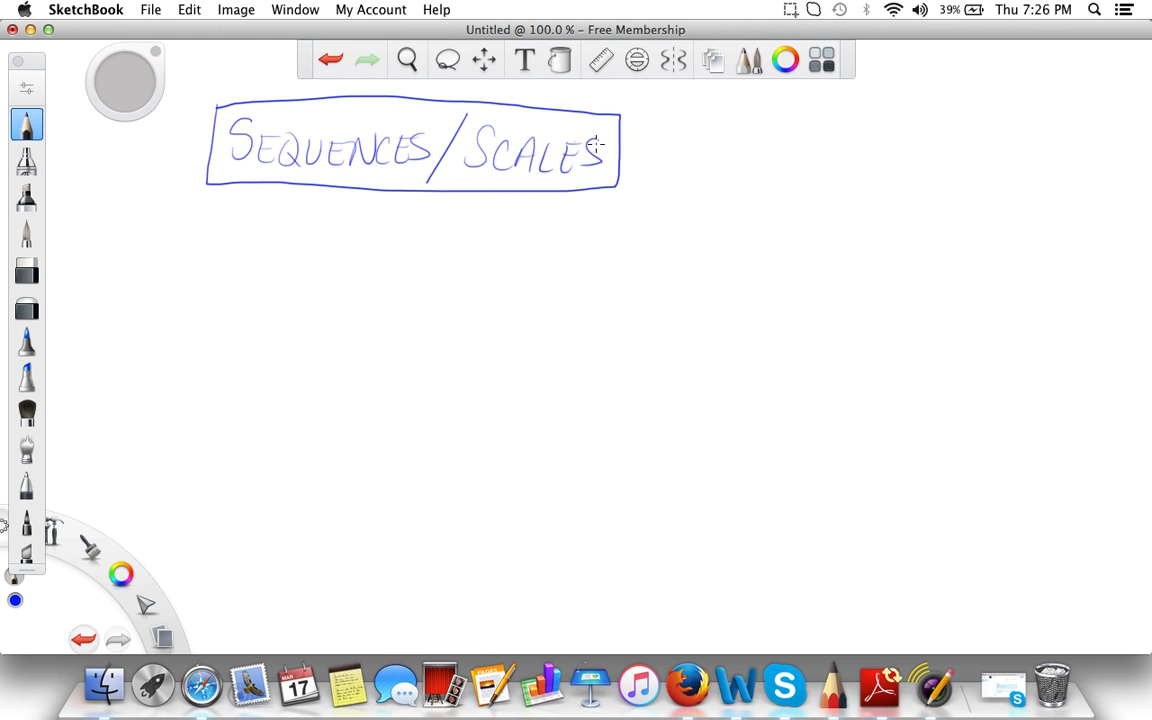 SketchBook File Edit Image Window My Account Help 39% Thu 7:26 PM
Untitled @ 100.0 % - Free Membership
SEQUENCES/SCALES
MAR
17